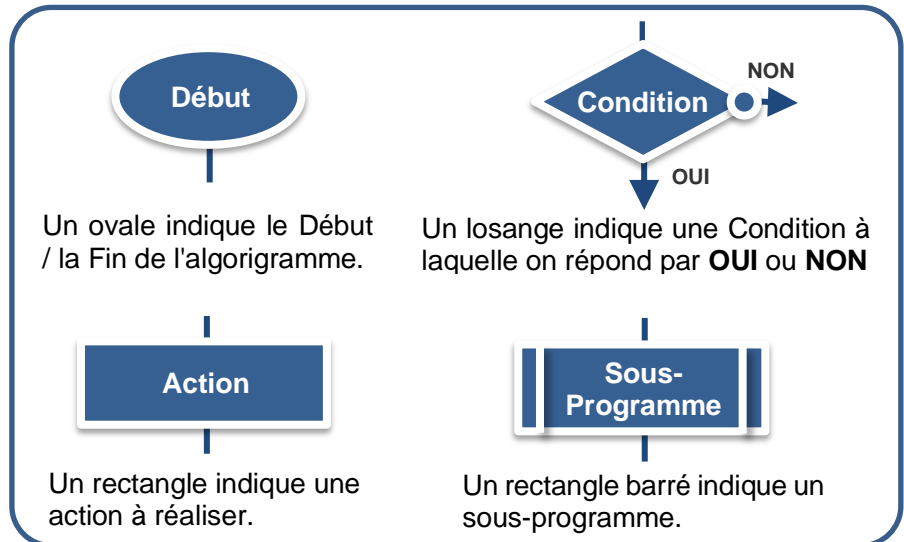 Début
Un ovale indique le Début
/ la Fin de l'algorigramme.
Condition
NON
OUI
Un losange indique une Condition à
laquelle on répond par OUI ou NON
Action
Un rectangle indique une
action à réaliser.
Sous-
Programme
Un rectangle barré indique un
sous-programme.